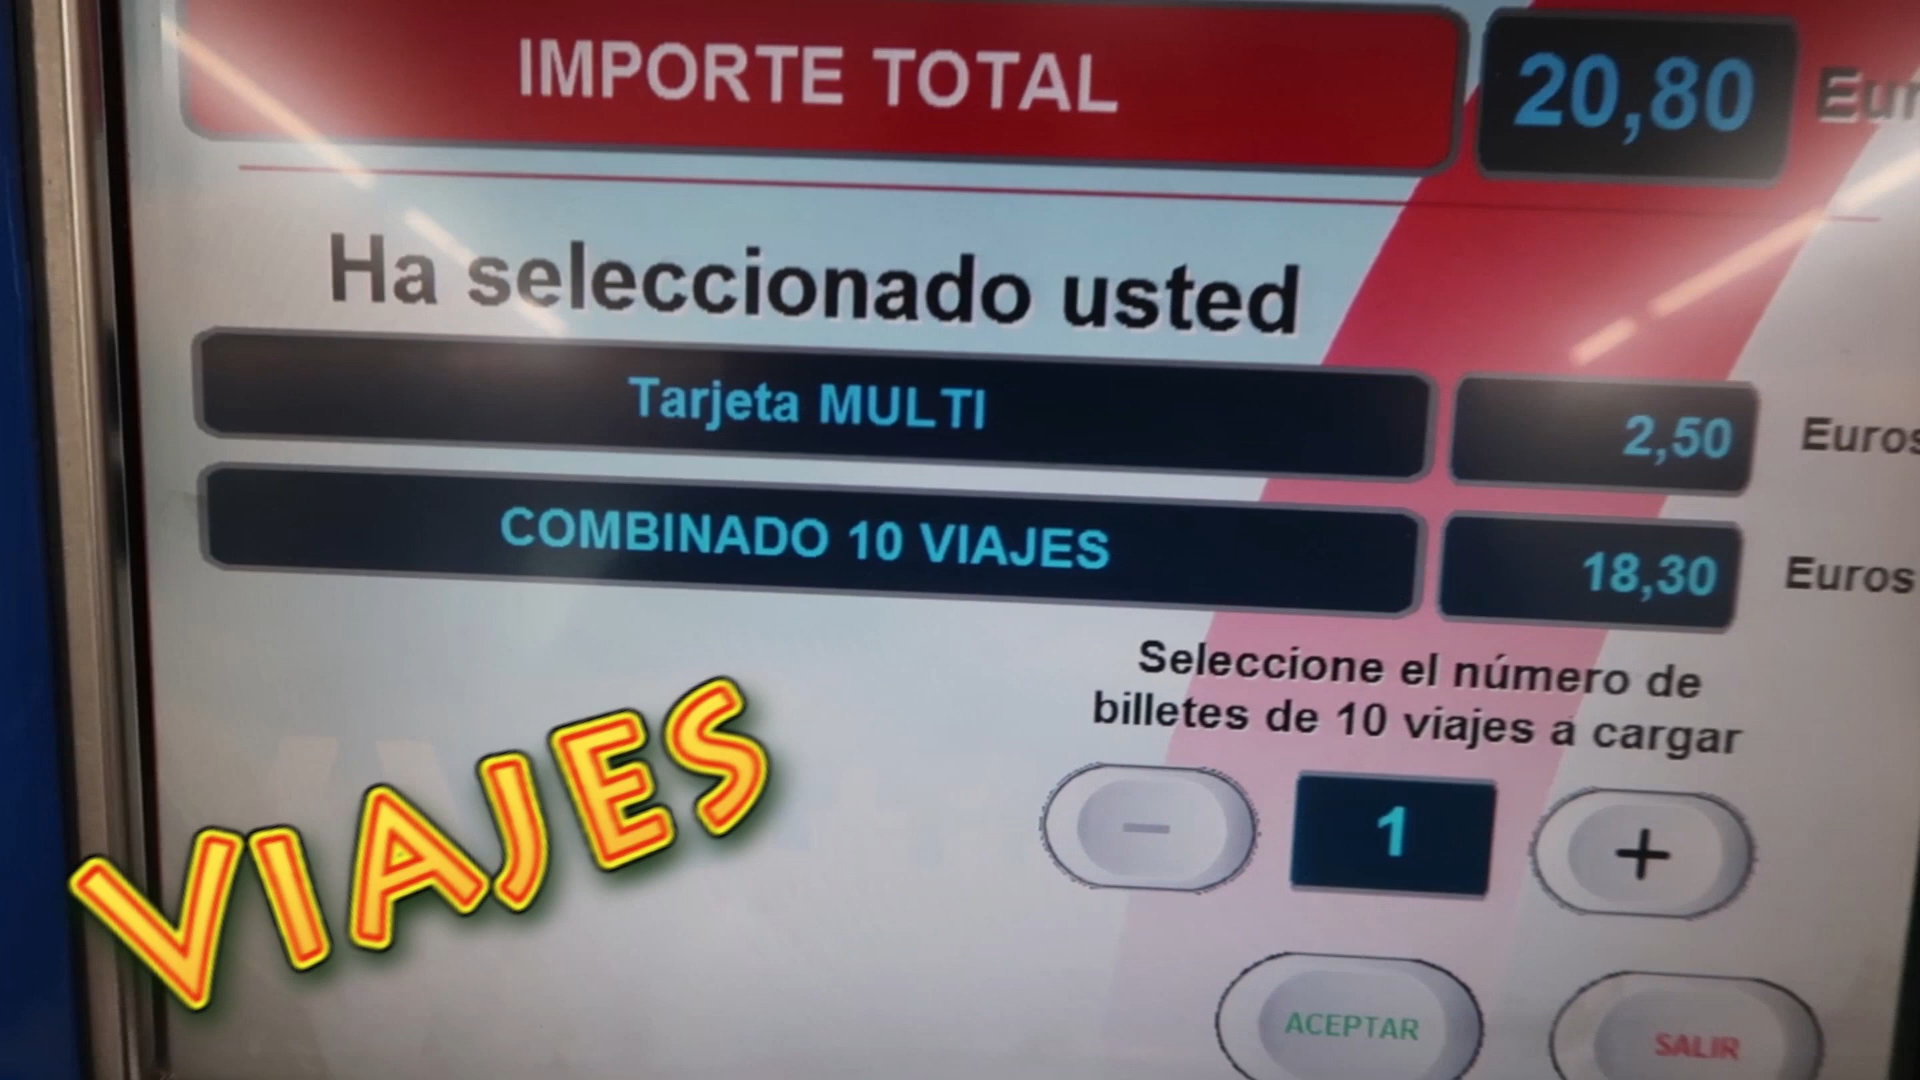 IMPORTE TOTAL 20,80 Eur
Ha seleccionado usted
Tarjeta MULTI 2,50 Euros
COMBINADO 10 VIAJES 18,30 Euros
Seleccione el número de
billetes de 10 viajes a cargar
- 1 +
VIAJES
ACEPTAR SALIR